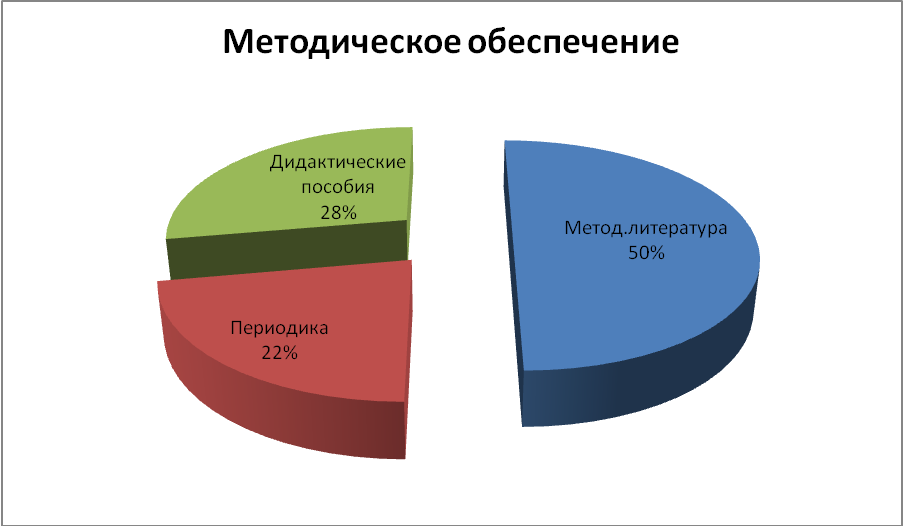 Методическое обеспечение
Дидактические
пособия
28%
Метод.литература
50%
Периодика
22%